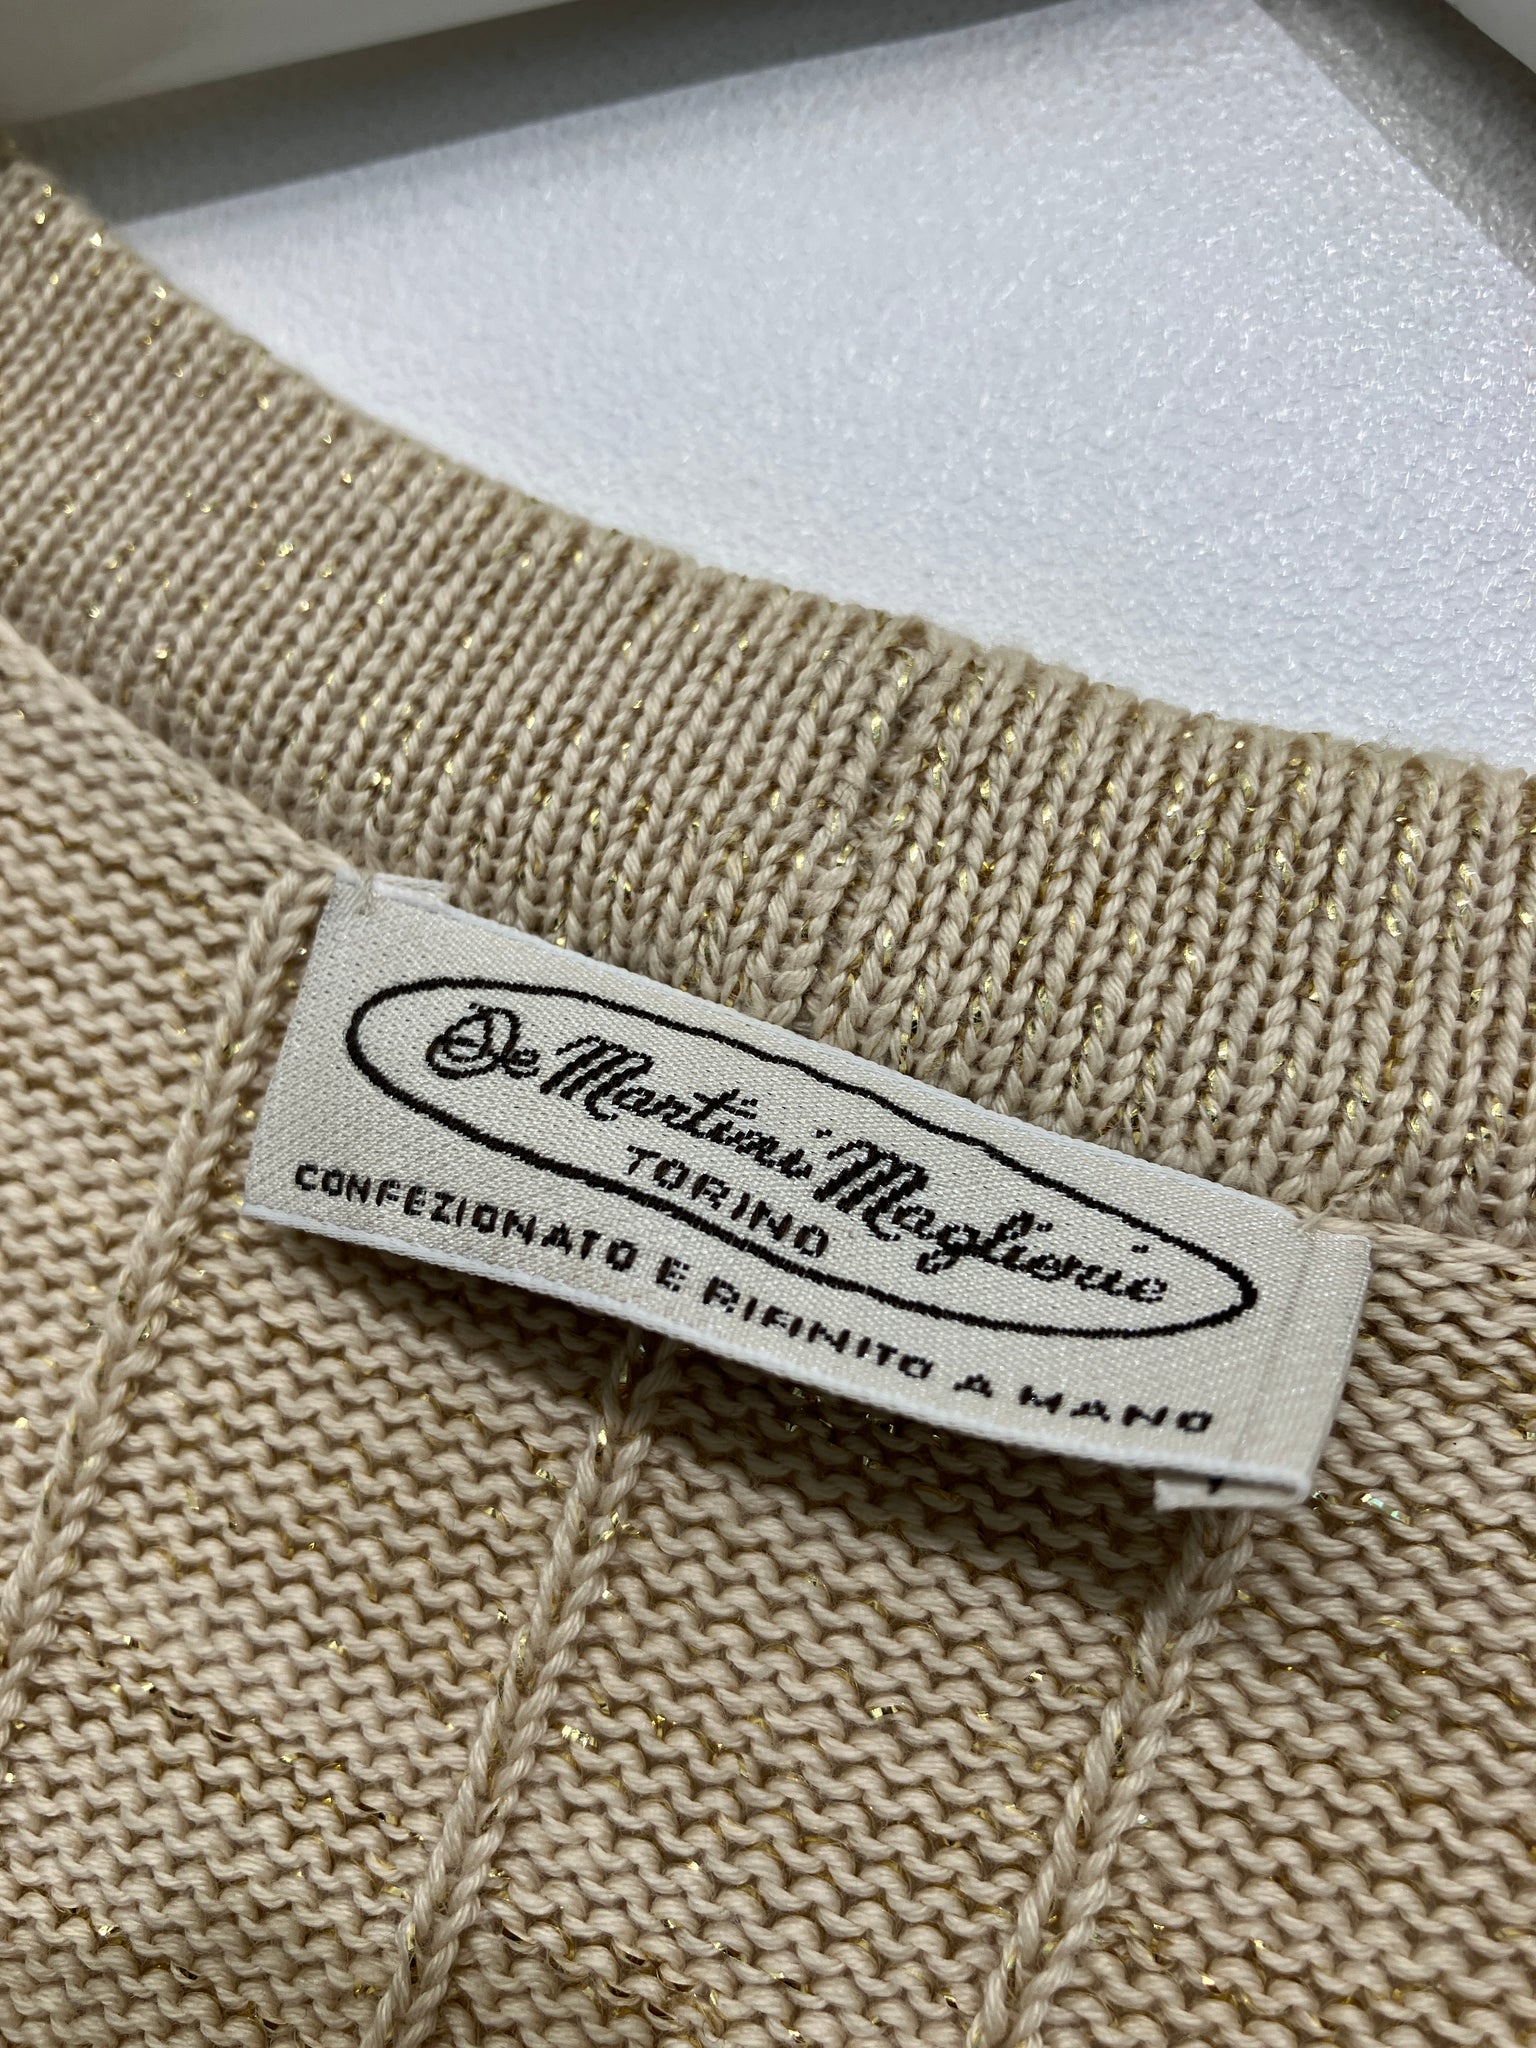 De Martini Maglierie
TORINO
CONFEZIONATO E RIFINITO A MANO